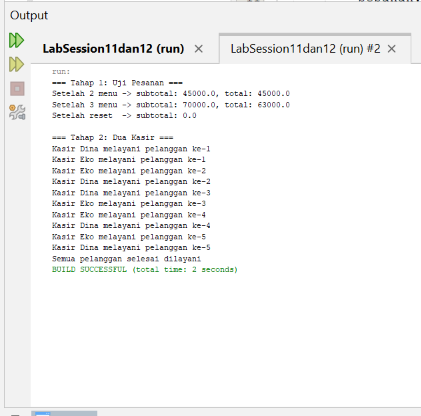 Output
LabSession11dan12 (run) × LabSession11dan12 (run) #2 ×
run:
=== Tahap 1: Uji Pesanan ===
Setelah 2 menu -> subtotal: 45000.0, total: 45000.0
Setelah 3 menu -> subtotal: 70000.0, total: 63000.0
Setelah reset  -> subtotal: 0.0
=== Tahap 2: Dua Kasir ===
Kasir Dina melayani pelanggan ke-1
Kasir Eko melayani pelanggan ke-1
Kasir Eko melayani pelanggan ke-2
Kasir Dina melayani pelanggan ke-2
Kasir Dina melayani pelanggan ke-3
Kasir Eko melayani pelanggan ke-3
Kasir Eko melayani pelanggan ke-4
Kasir Dina melayani pelanggan ke-4
Kasir Eko melayani pelanggan ke-5
Kasir Dina melayani pelanggan ke-5
Semua pelanggan selesai dilayani
BUILD SUCCESSFUL (total time: 2 seconds)